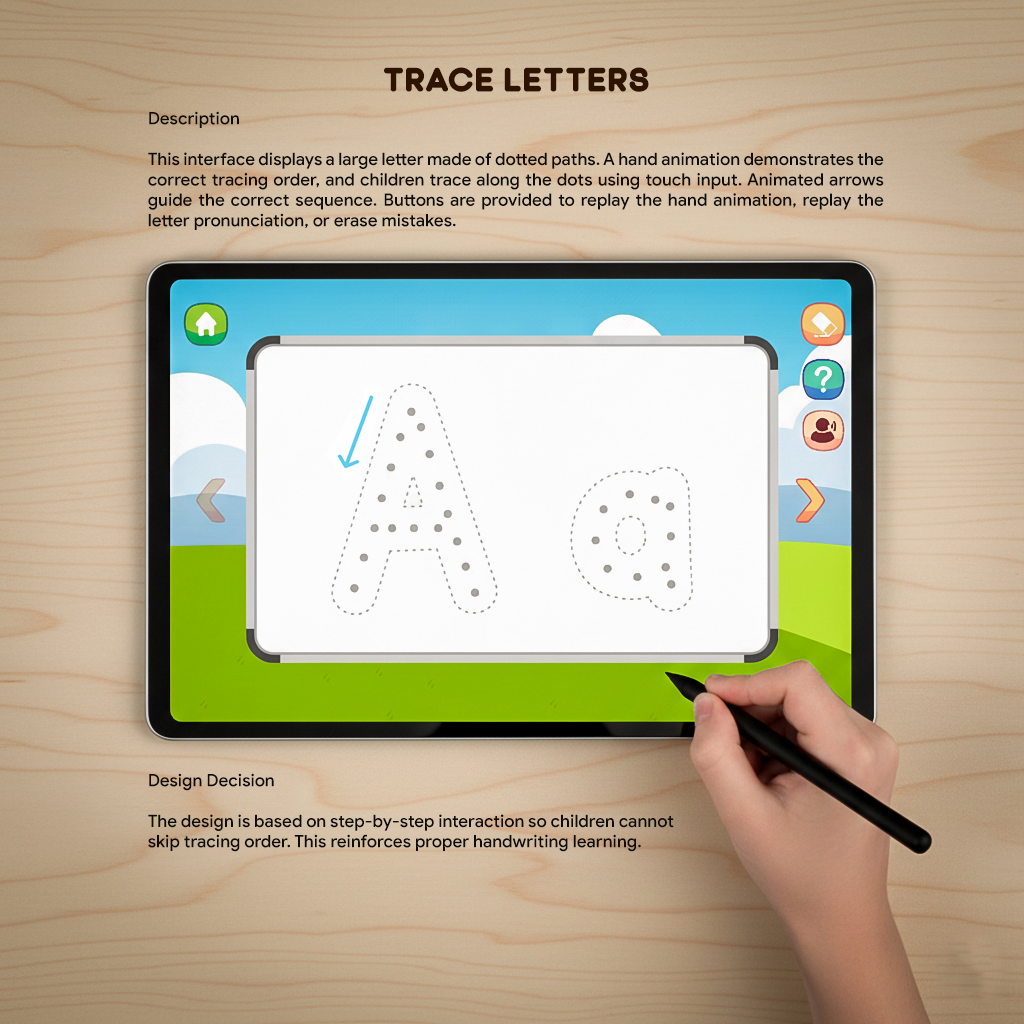 TRACE LETTERS
Description
This interface displays a large letter made of dotted paths. A hand animation demonstrates the
correct tracing order, and children trace along the dots using touch input. Animated arrows
guide the correct sequence. Buttons are provided to replay the hand animation, replay the
letter pronunciation, or erase mistakes.
?
A a
Design Decision
The design is based on step-by-step interaction so children cannot
skip tracing order. This reinforces proper handwriting learning.